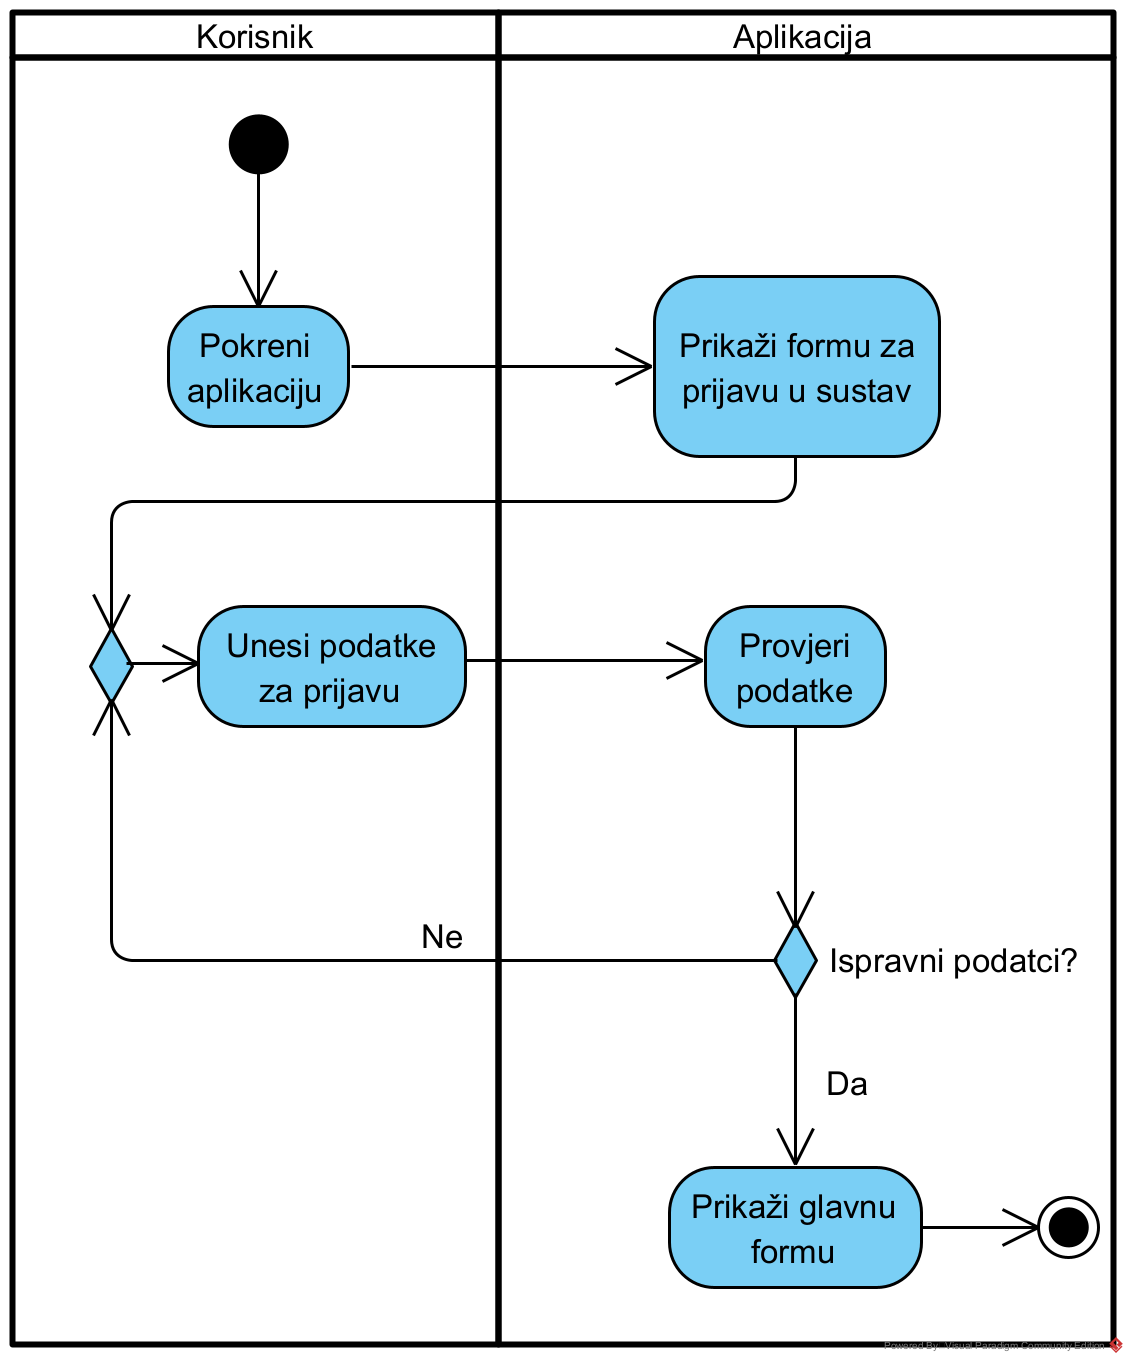 Korisnik
Aplikacija
Pokreni
aplikaciju
Prikaži formu za
prijavu u sustav
Unesi podatke
za prijavu
Provjeri
podatke
Ne
Ispravni podatci?
Da
Prikaži glavnu
formu
Powered By: Visual Paradigm Community Edition